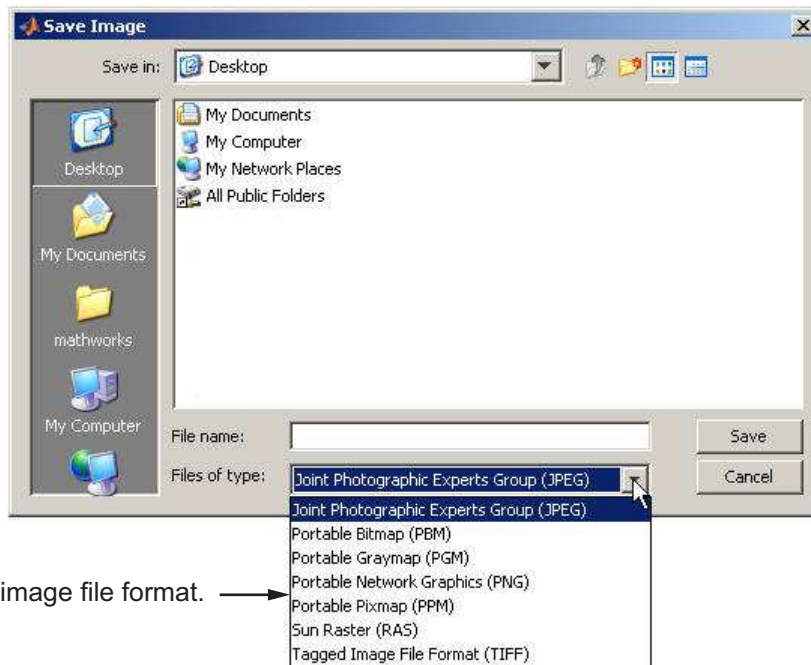 Save Image
Save in:
Desktop
My Documents
My Computer
My Network Places
All Public Folders
Desktop
My Documents
mathworks
My Computer
File name:
Save
Files of type:
Joint Photographic Experts Group (JPEG)
Cancel
Joint Photographic Experts Group (JPEG)
Portable Bitmap (PBM)
Portable Graymap (PGM)
Portable Network Graphics (PNG)
image file format.
Portable Pixmap (PPM)
Sun Raster (RAS)
Tagged Image File Format (TIFF)